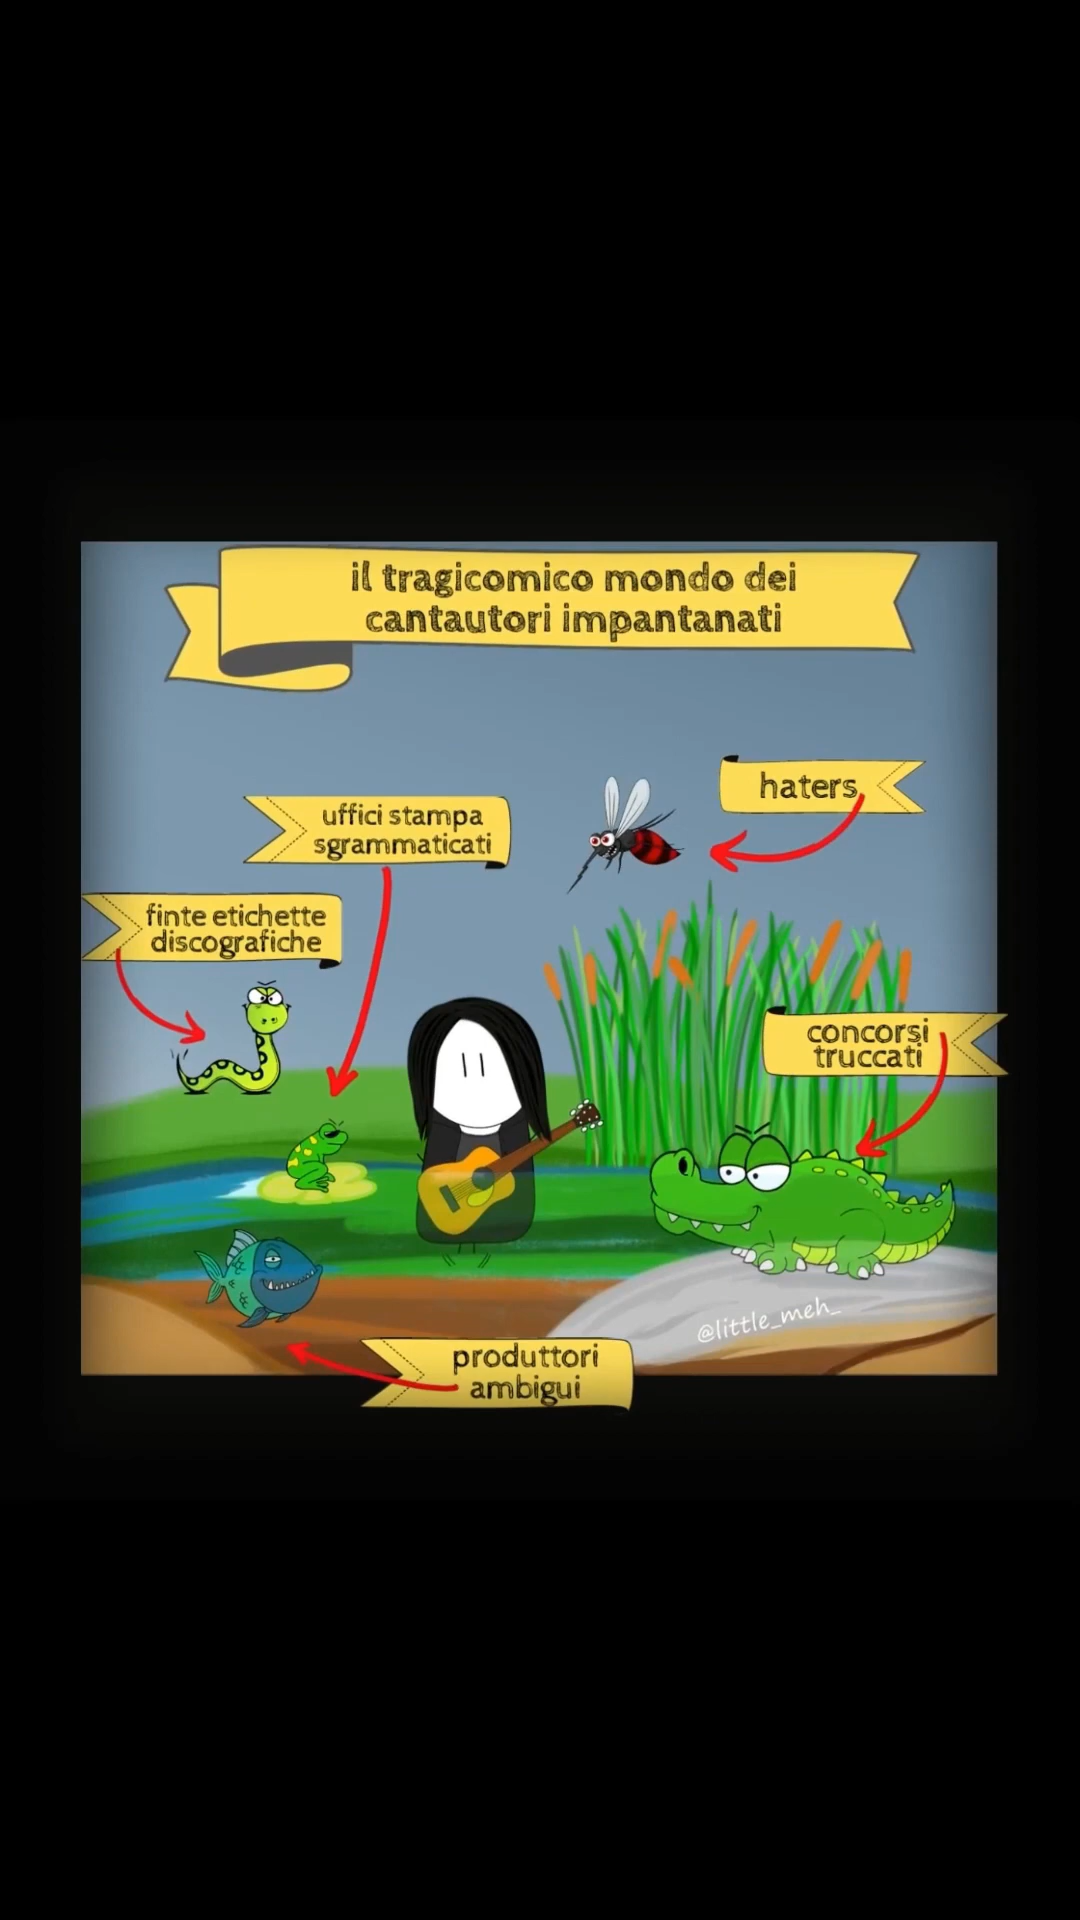 il tragicomico mondo dei
cantautori impantanati
haters
uffici stampa
sgrammaticati
finte etichette
discografiche
concorsi
truccati
@little_meh_
produttori
ambigui